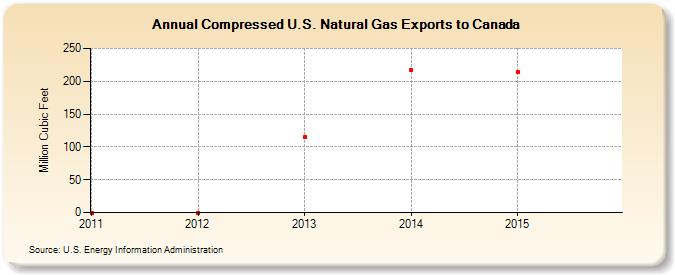 Annual Compressed U.S. Natural Gas Exports to Canada
Million Cubic Feet
250
200
150
100
50
0
2011 2012 2013 2014 2015
Source: U.S. Energy Information Administration